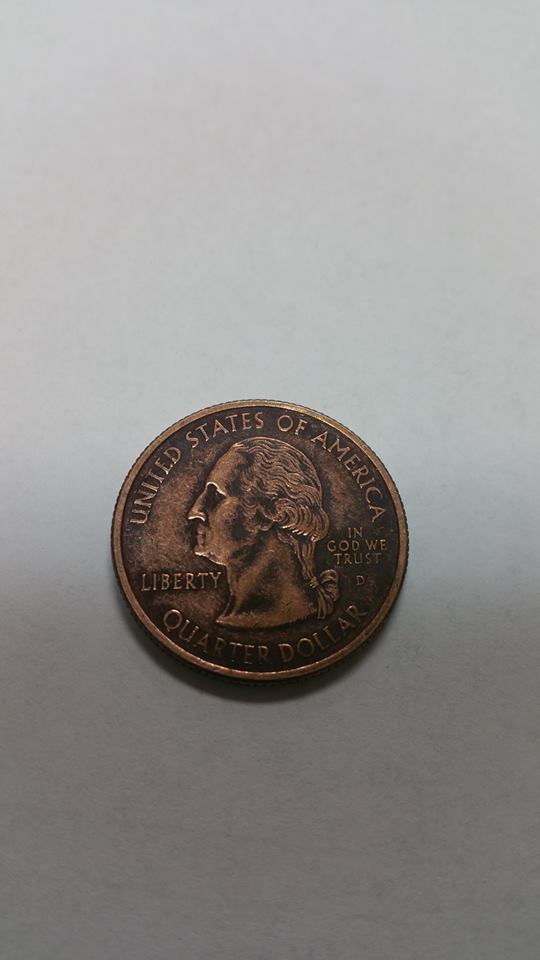 UNITED STATES OF AMERICA
IN
GOD WE
TRUST
LIBERTY
D
QUARTER DOLLAR